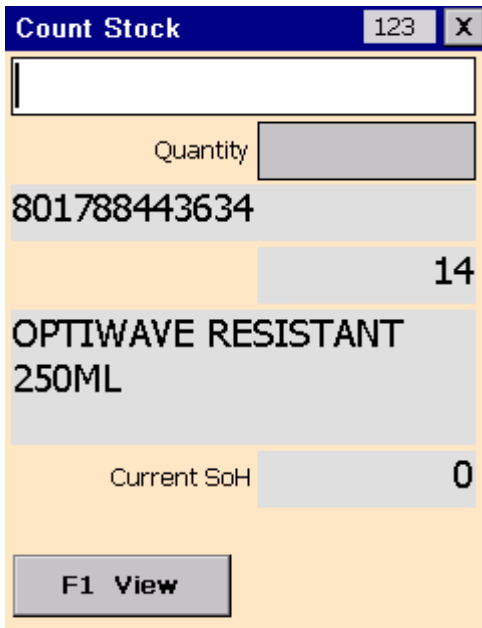 Count Stock 123 X
Quantity
801788443634
14
OPTIWAVE RESISTANT
250ML
Current SoH 0
F1 View